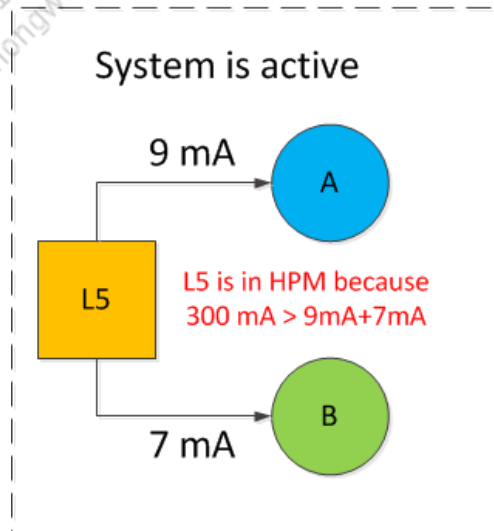 System is active
9 mA
A
L5
L5 is in HPM because
300 mA > 9mA+7mA
B
7 mA